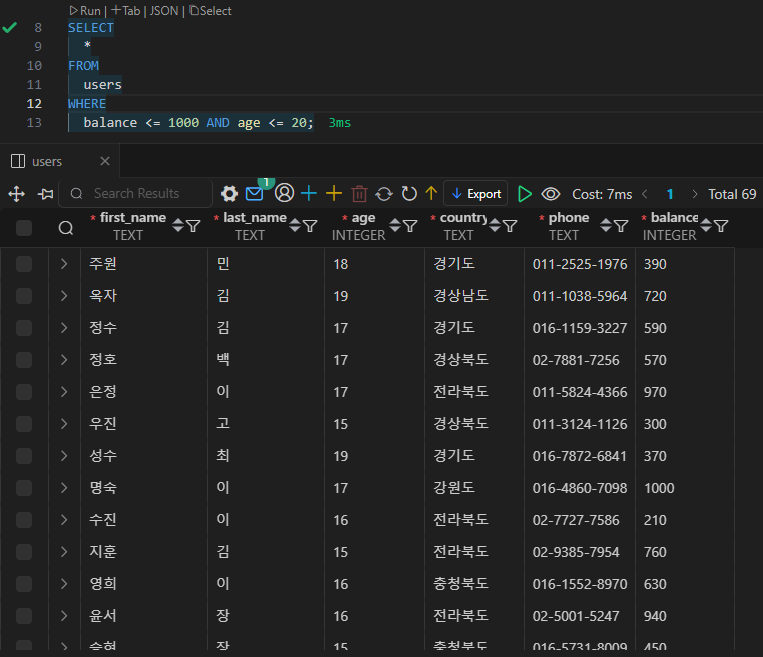 Run | Tab | JSON | Select
8 SELECT
9 *
10 FROM
11 users
12 WHERE
13 balance <= 1000 AND age <= 20; 3ms
users
Search Results 1 Export Cost: 7ms 1 Total 69
* first_name * last_name * age * country * phone * balance
TEXT TEXT INTEGER TEXT TEXT INTEGER
주원 민 18 경기도 011-2525-1976 390
옥자 김 19 경상남도 011-1038-5964 720
정수 김 17 경기도 016-1159-3227 590
정호 백 17 경상북도 02-7881-7256 570
은정 이 17 전라북도 011-5824-4366 970
우진 고 15 경상북도 011-3124-1126 300
성수 최 19 경기도 016-7872-6841 370
명숙 이 17 강원도 016-4860-7098 1000
수진 이 16 전라북도 02-7727-7586 210
지훈 김 15 전라북도 02-9385-7954 760
영희 이 16 충청북도 016-1552-8970 630
윤서 장 16 전라북도 02-5001-5247 940
장 15 충청북도 016-5731-8009 450